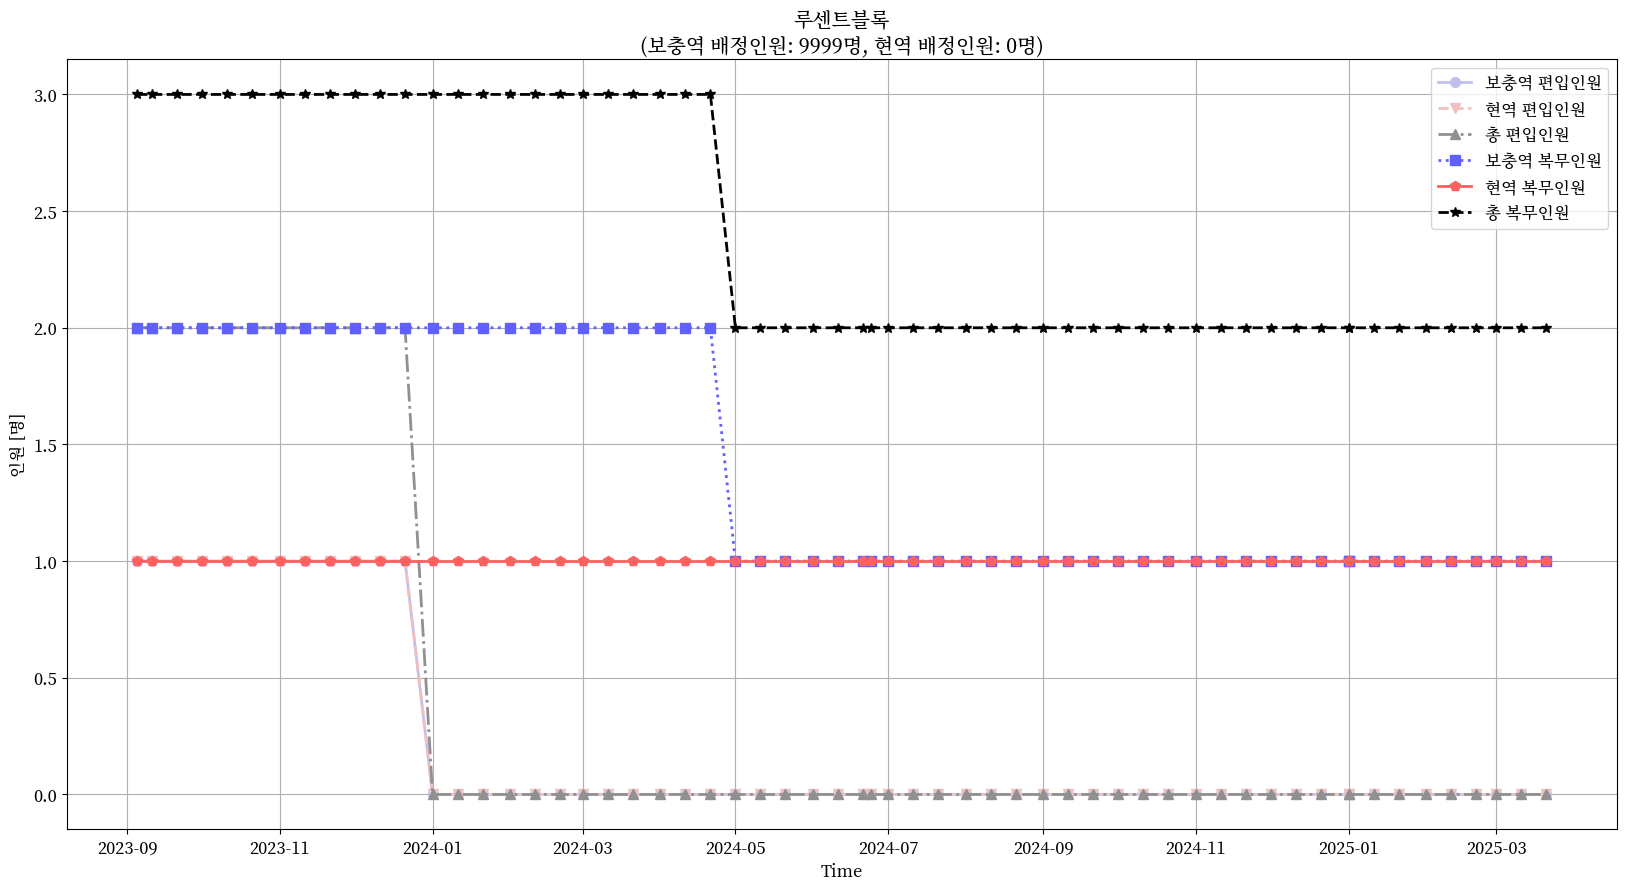 루센트블록
(보충역 배정인원: 9999명, 현역 배정인원: 0명)
보충역 편입인원
현역 편입인원
총 편입인원
보충역 복무인원
현역 복무인원
총 복무인원
3.0
2.5
2.0
1.5
1.0
0.5
0.0
인원 [명]
2023-09 2023-11 2024-01 2024-03 2024-05 2024-07 2024-09 2024-11 2025-01 2025-03
Time